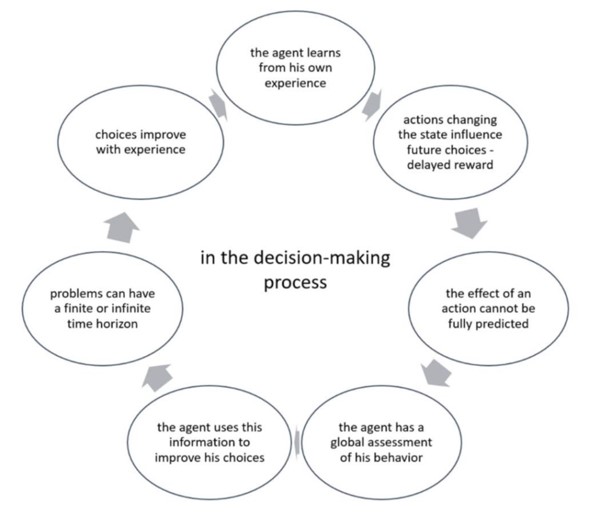 the agent learns
from his own
experience
actions changing
the state influence
future choices -
delayed reward
the effect of an
action cannot be
fully predicted
the agent has a
global assessment
of his behavior
the agent uses this
information to
improve his choices
problems can have
a finite or infinite
time horizon
choices improve
with experience
in the decision-making
process